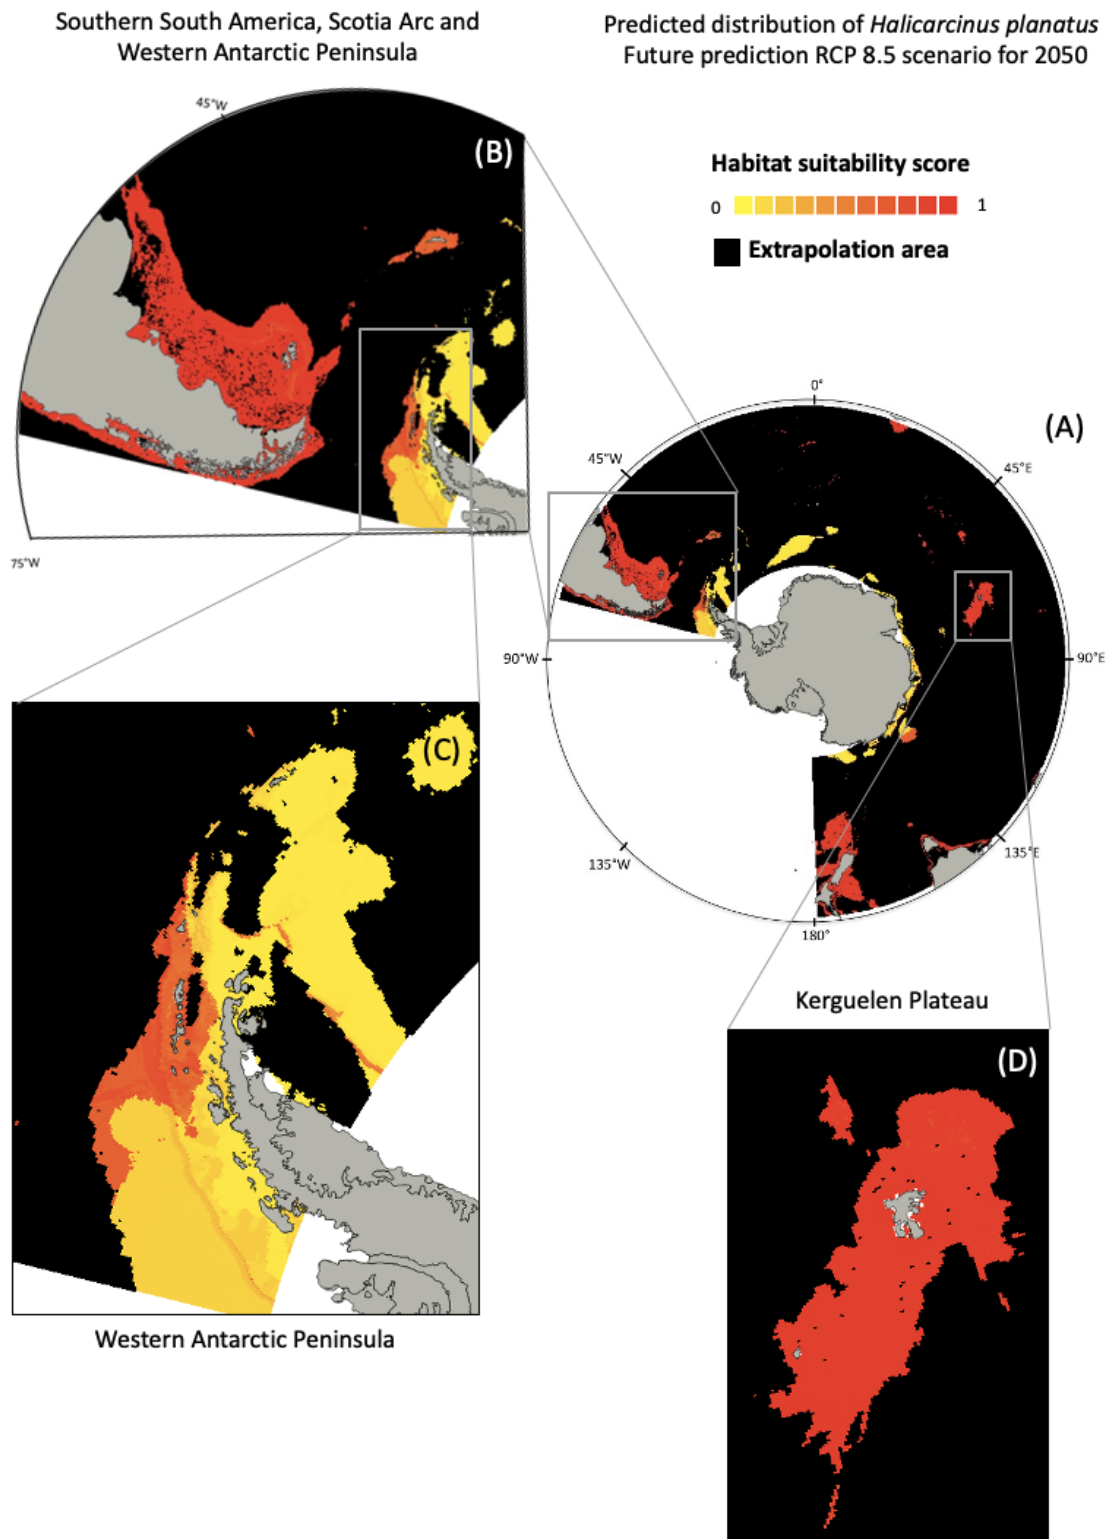 Southern South America, Scotia Arc and
Western Antarctic Peninsula
Predicted distribution of Halicarcinus planatus
Future prediction RCP 8.5 scenario for 2050
45°W
(B)
Habitat suitability score
0 1
Extrapolation area
75°W
0°
(A)
45°W
45°E
90°W
90°E
135°W
135°E
180°
(C)
Western Antarctic Peninsula
Kerguelen Plateau
(D)